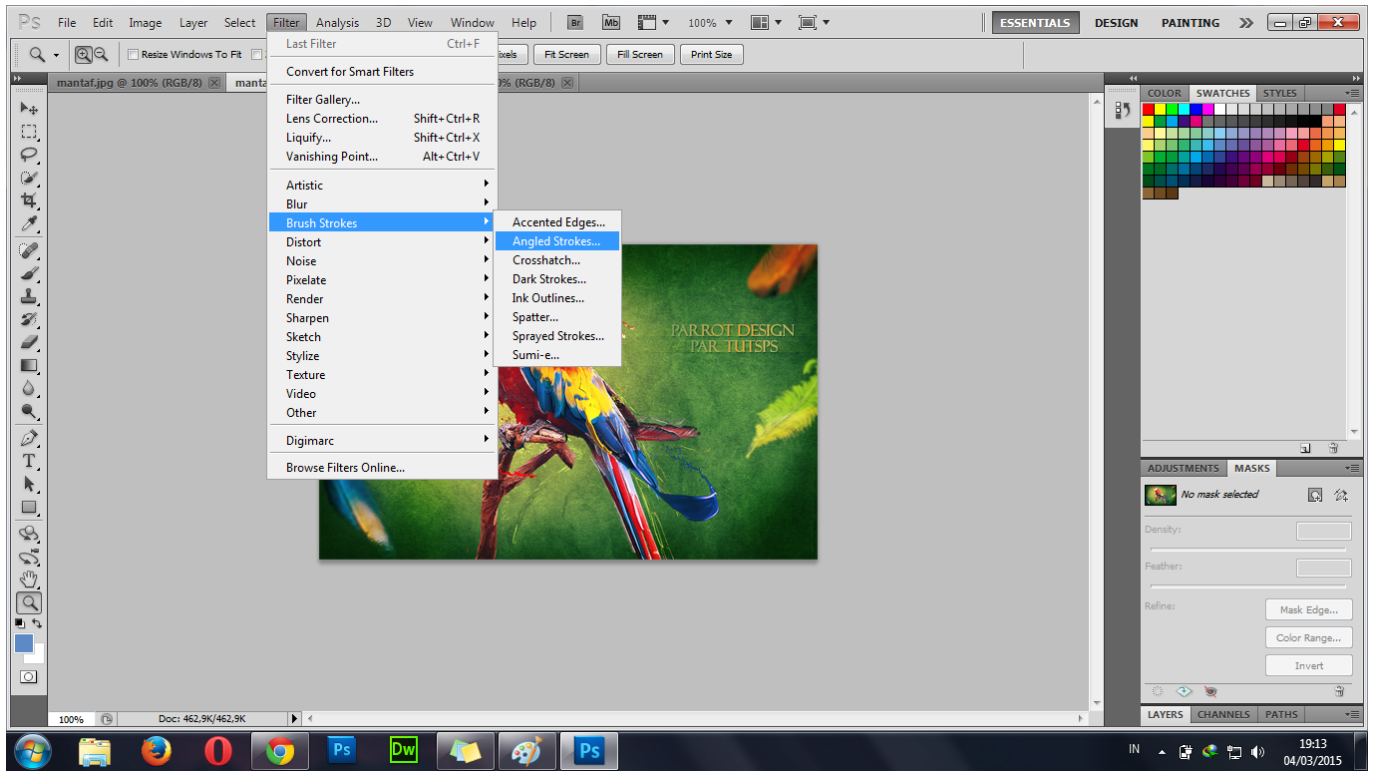 Ps File Edit Image Layer Select Filter Analysis 3D View Window Help Br Mb 100% ESSENTIALS DESIGN PAINTING
Resize Windows To Fit Fit Screen Fill Screen Print Size
mantaf.jpg @ 100% (RGB/8) (RGB/8)
Last Filter Ctrl+F
Convert for Smart Filters
Filter Gallery...
Lens Correction... Shift+Ctrl+R
Liquify... Shift+Ctrl+X
Vanishing Point... Alt+Ctrl+V
Artistic
Blur
Brush Strokes
Distort
Noise
Pixelate
Render
Sharpen
Sketch
Stylize
Texture
Video
Other
Digimarc
Browse Filters Online...
Accented Edges...
Angled Strokes...
Crosshatch...
Dark Strokes...
Ink Outlines...
Spatter...
Sprayed Strokes...
Sumi-e...
PARROT DESIGN
PAR TUTSPS
COLOR SWATCHES STYLES
ADJUSTMENTS MASKS
No mask selected
Density:
Feather:
Refine: Mask Edge...
Color Range...
Invert
LAYERS CHANNELS PATHS
100% Doc: 462,9K/462,9K
Ps Dw Ps IN 19:13
04/03/2015